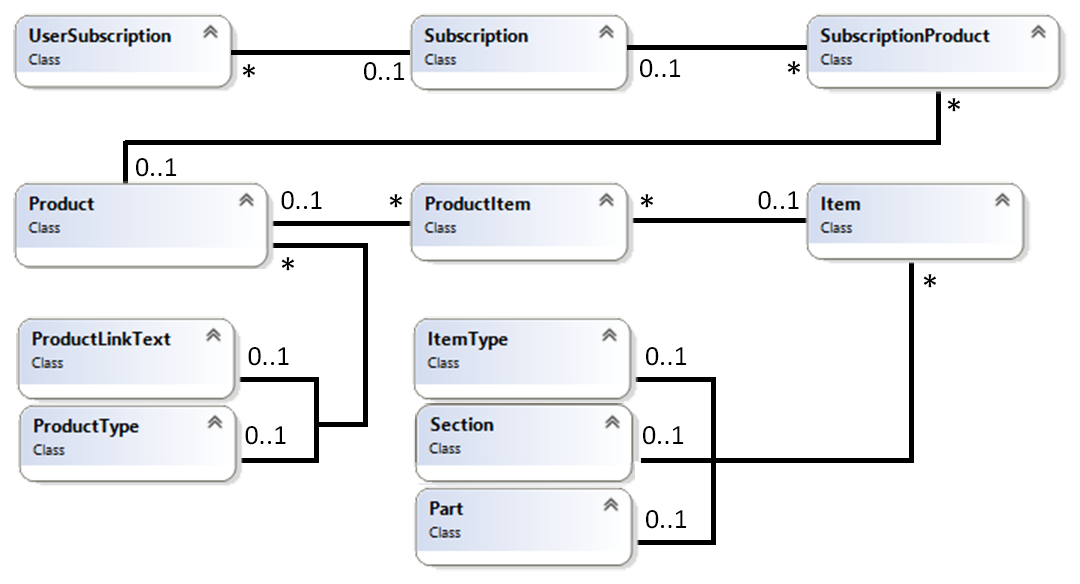 UserSubscription
Class
* 0..1
Subscription
Class
0..1 *
SubscriptionProduct
Class
*
0..1
Product
Class
0..1 *
ProductItem
Class
* 0..1
Item
Class
*
*
ProductLinkText
Class
0..1
ProductType
Class
0..1
ItemType
Class
0..1
Section
Class
0..1
Part
Class
0..1